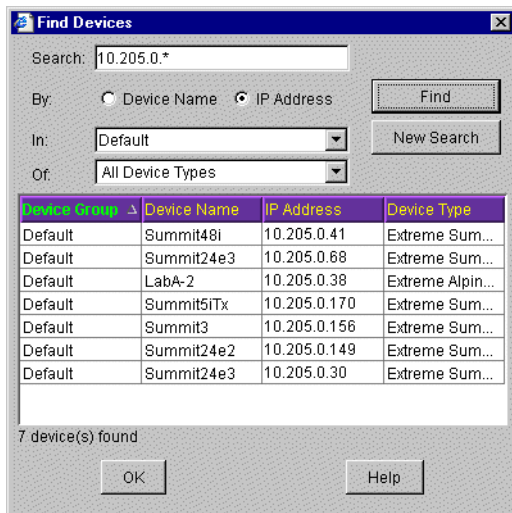 Find Devices
Search: 10.205.0.*
By: Device Name IP Address Find
In: Default New Search
Of: All Device Types
Device Group Device Name IP Address Device Type
Default Summit48i 10.205.0.41 Extreme Sum...
Default Summit24e3 10.205.0.68 Extreme Sum...
Default LabA-2 10.205.0.38 Extreme Alpin...
Default Summit5iTx 10.205.0.170 Extreme Sum...
Default Summit3 10.205.0.156 Extreme Sum...
Default Summit24e2 10.205.0.149 Extreme Sum...
Default Summit24e3 10.205.0.30 Extreme Sum...
7 device(s) found
OK Help